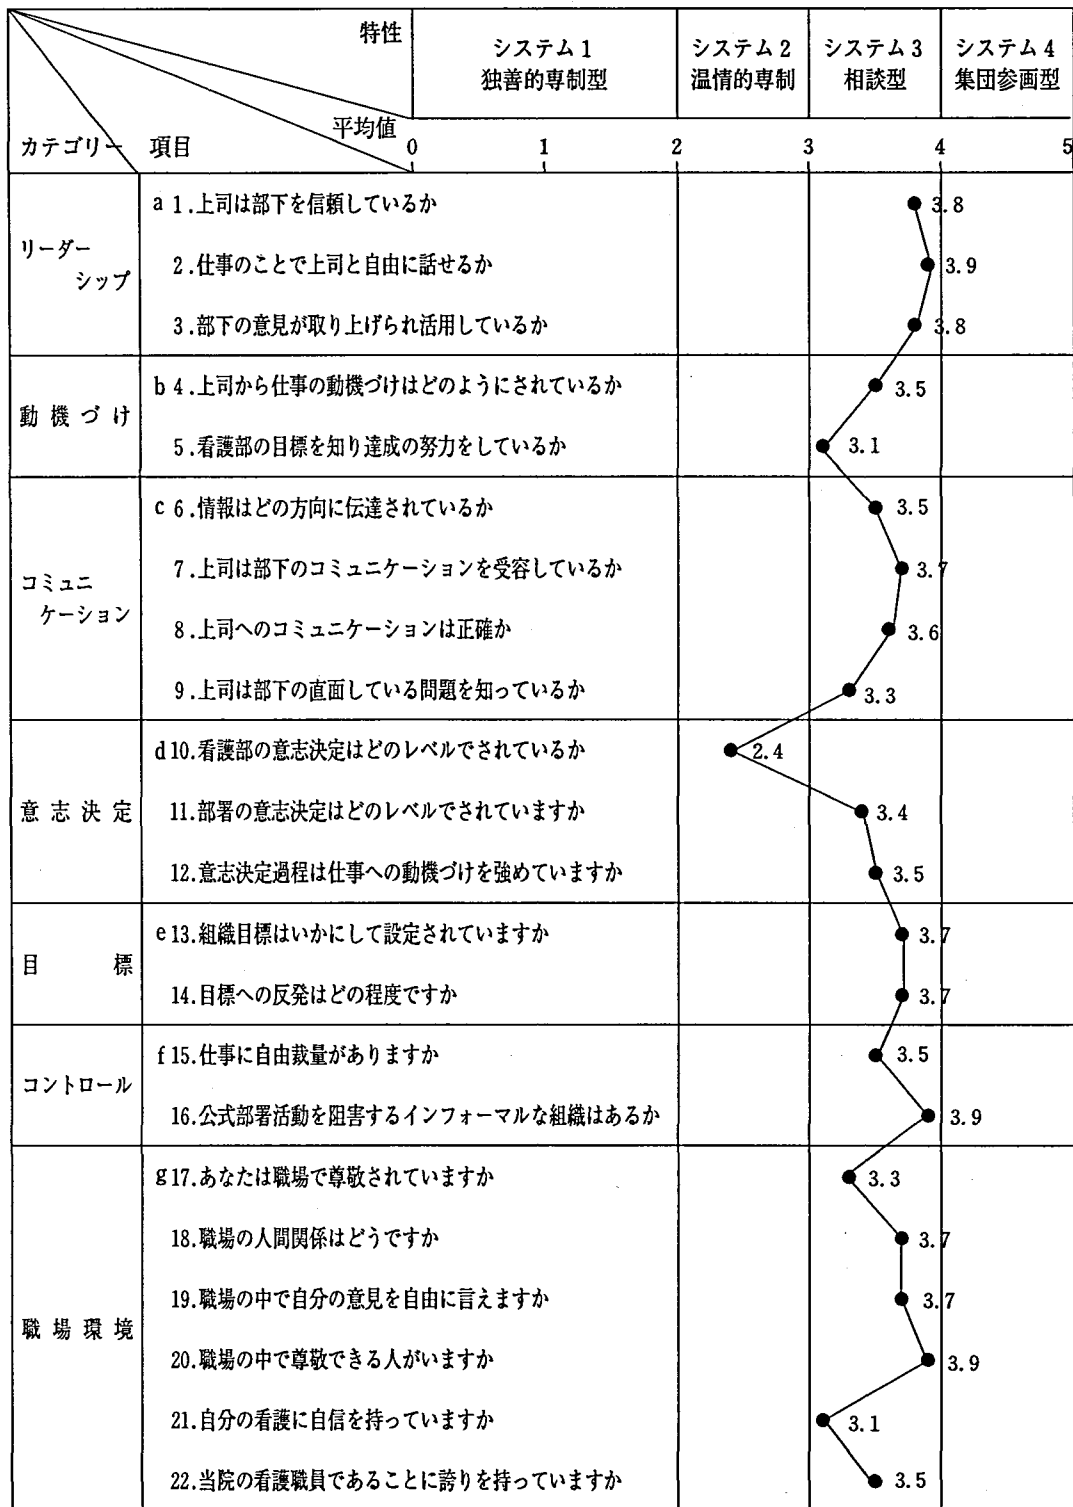 特性
システム1
独善的専制型
システム2
温情的専制
システム3
相談型
システム4
集団参画型
平均値
カテゴリー 項目 0 1 2 3 4 5
リーダーシップ
a 1.上司は部下を信頼しているか 3.8
2.仕事のことで上司と自由に話せるか 3.9
3.部下の意見が取り上げられ活用しているか 3.8
動機づけ
b 4.上司から仕事の動機づけはどのようにされているか 3.5
5.看護部の目標を知り達成の努力をしているか 3.1
コミュニケーション
c 6.情報はどの方向に伝達されているか 3.5
7.上司は部下のコミュニケーションを受容しているか 3.7
8.上司へのコミュニケーションは正確か 3.6
9.上司は部下の直面している問題を知っているか 3.3
意志決定
d 10.看護部の意志決定はどのレベルでされているか 2.4
11.部署の意志決定はどのレベルでされていますか 3.4
12.意志決定過程は仕事への動機づけを強めていますか 3.5
目標
e 13.組織目標はいかにして設定されていますか 3.7
14.目標への反発はどの程度ですか 3.7
コントロール
f 15.仕事に自由裁量がありますか 3.5
16.公式部署活動を阻害するインフォーマルな組織はあるか 3.9
職場環境
g 17.あなたは職場で尊敬されていますか 3.3
18.職場の人間関係はどうですか 3.7
19.職場の中で自分の意見を自由に言えますか 3.7
20.職場の中で尊敬できる人がいますか 3.9
21.自分の看護に自信を持っていますか 3.1
22.当院の看護職員であることに誇りを持っていますか 3.5